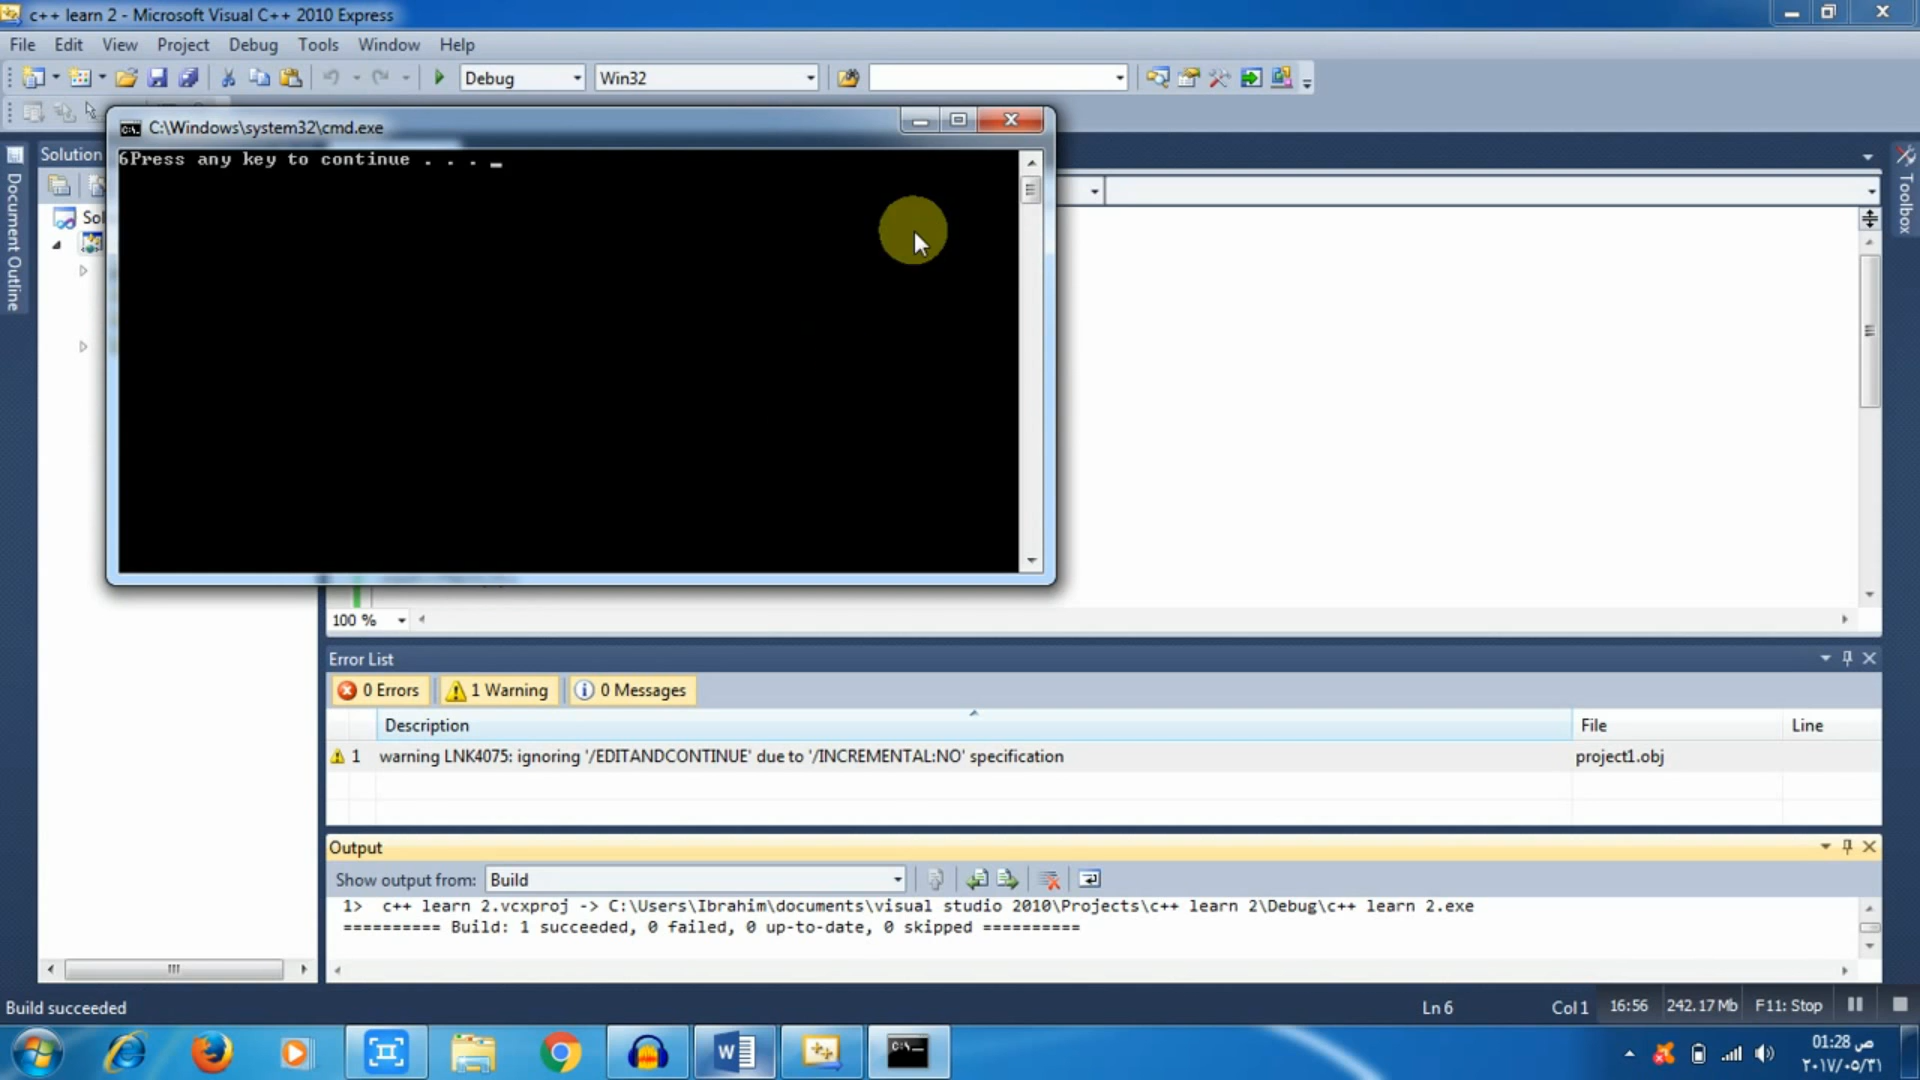 c++ learn 2 - Microsoft Visual C++ 2010 Express
File Edit View Project Debug Tools Window Help
Debug Win32
C:\Windows\system32\cmd.exe
6Press any key to continue . . . _
Solution
Sol
Document Outline
Toolbox
100 %
Error List
0 Errors 1 Warning 0 Messages
Description File Line
1 warning LNK4075: ignoring '/EDITANDCONTINUE' due to '/INCREMENTAL:NO' specification project1.obj
Output
Show output from: Build
1> c++ learn 2.vcxproj -> C:\Users\Ibrahim\documents\visual studio 2010\Projects\c++ learn 2\Debug\c++ learn 2.exe
========== Build: 1 succeeded, 0 failed, 0 up-to-date, 0 skipped ==========
Build succeeded Ln 6 Col 1 16:56 242.17Mb F11: Stop
01:28 ص
٢٠١٧/٠٥/٣١